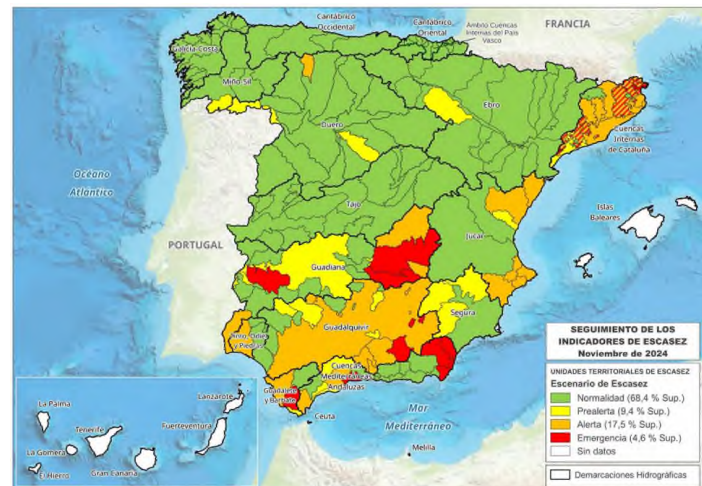 Cantábrico
Occidental
Cantábrico
Oriental
Ámbito Cuencas
Internas del País
Vasco
FRANCIA
Galicia-Costa
Miño-Sil
Ebro
Duero
Cuencas
Internas
de Cataluña
Océano
Atlántico
Tajo
Islas
Baleares
PORTUGAL
Júcar
Guadiana
Segura
Guadalquivir
Tinto, Odiel
y Piedras
Cuencas
Mediterráneas
Andaluzas
Guadalete
y Barbate
Ceuta
Mar
Mediterráneo
Melilla
La Palma
Lanzarote
Tenerife
Fuerteventura
La Gomera
El Hierro
Gran Canaria
SEGUIMIENTO DE LOS
INDICADORES DE ESCASEZ
Noviembre de 2024
UNIDADES TERRITORIALES DE ESCASEZ
Escenario de Escasez
Normalidad (68,4 % Sup.)
Prealerta (9,4 % Sup.)
Alerta (17,5 % Sup.)
Emergencia (4,6 % Sup.)
Sin datos
Demarcaciones Hidrográficas